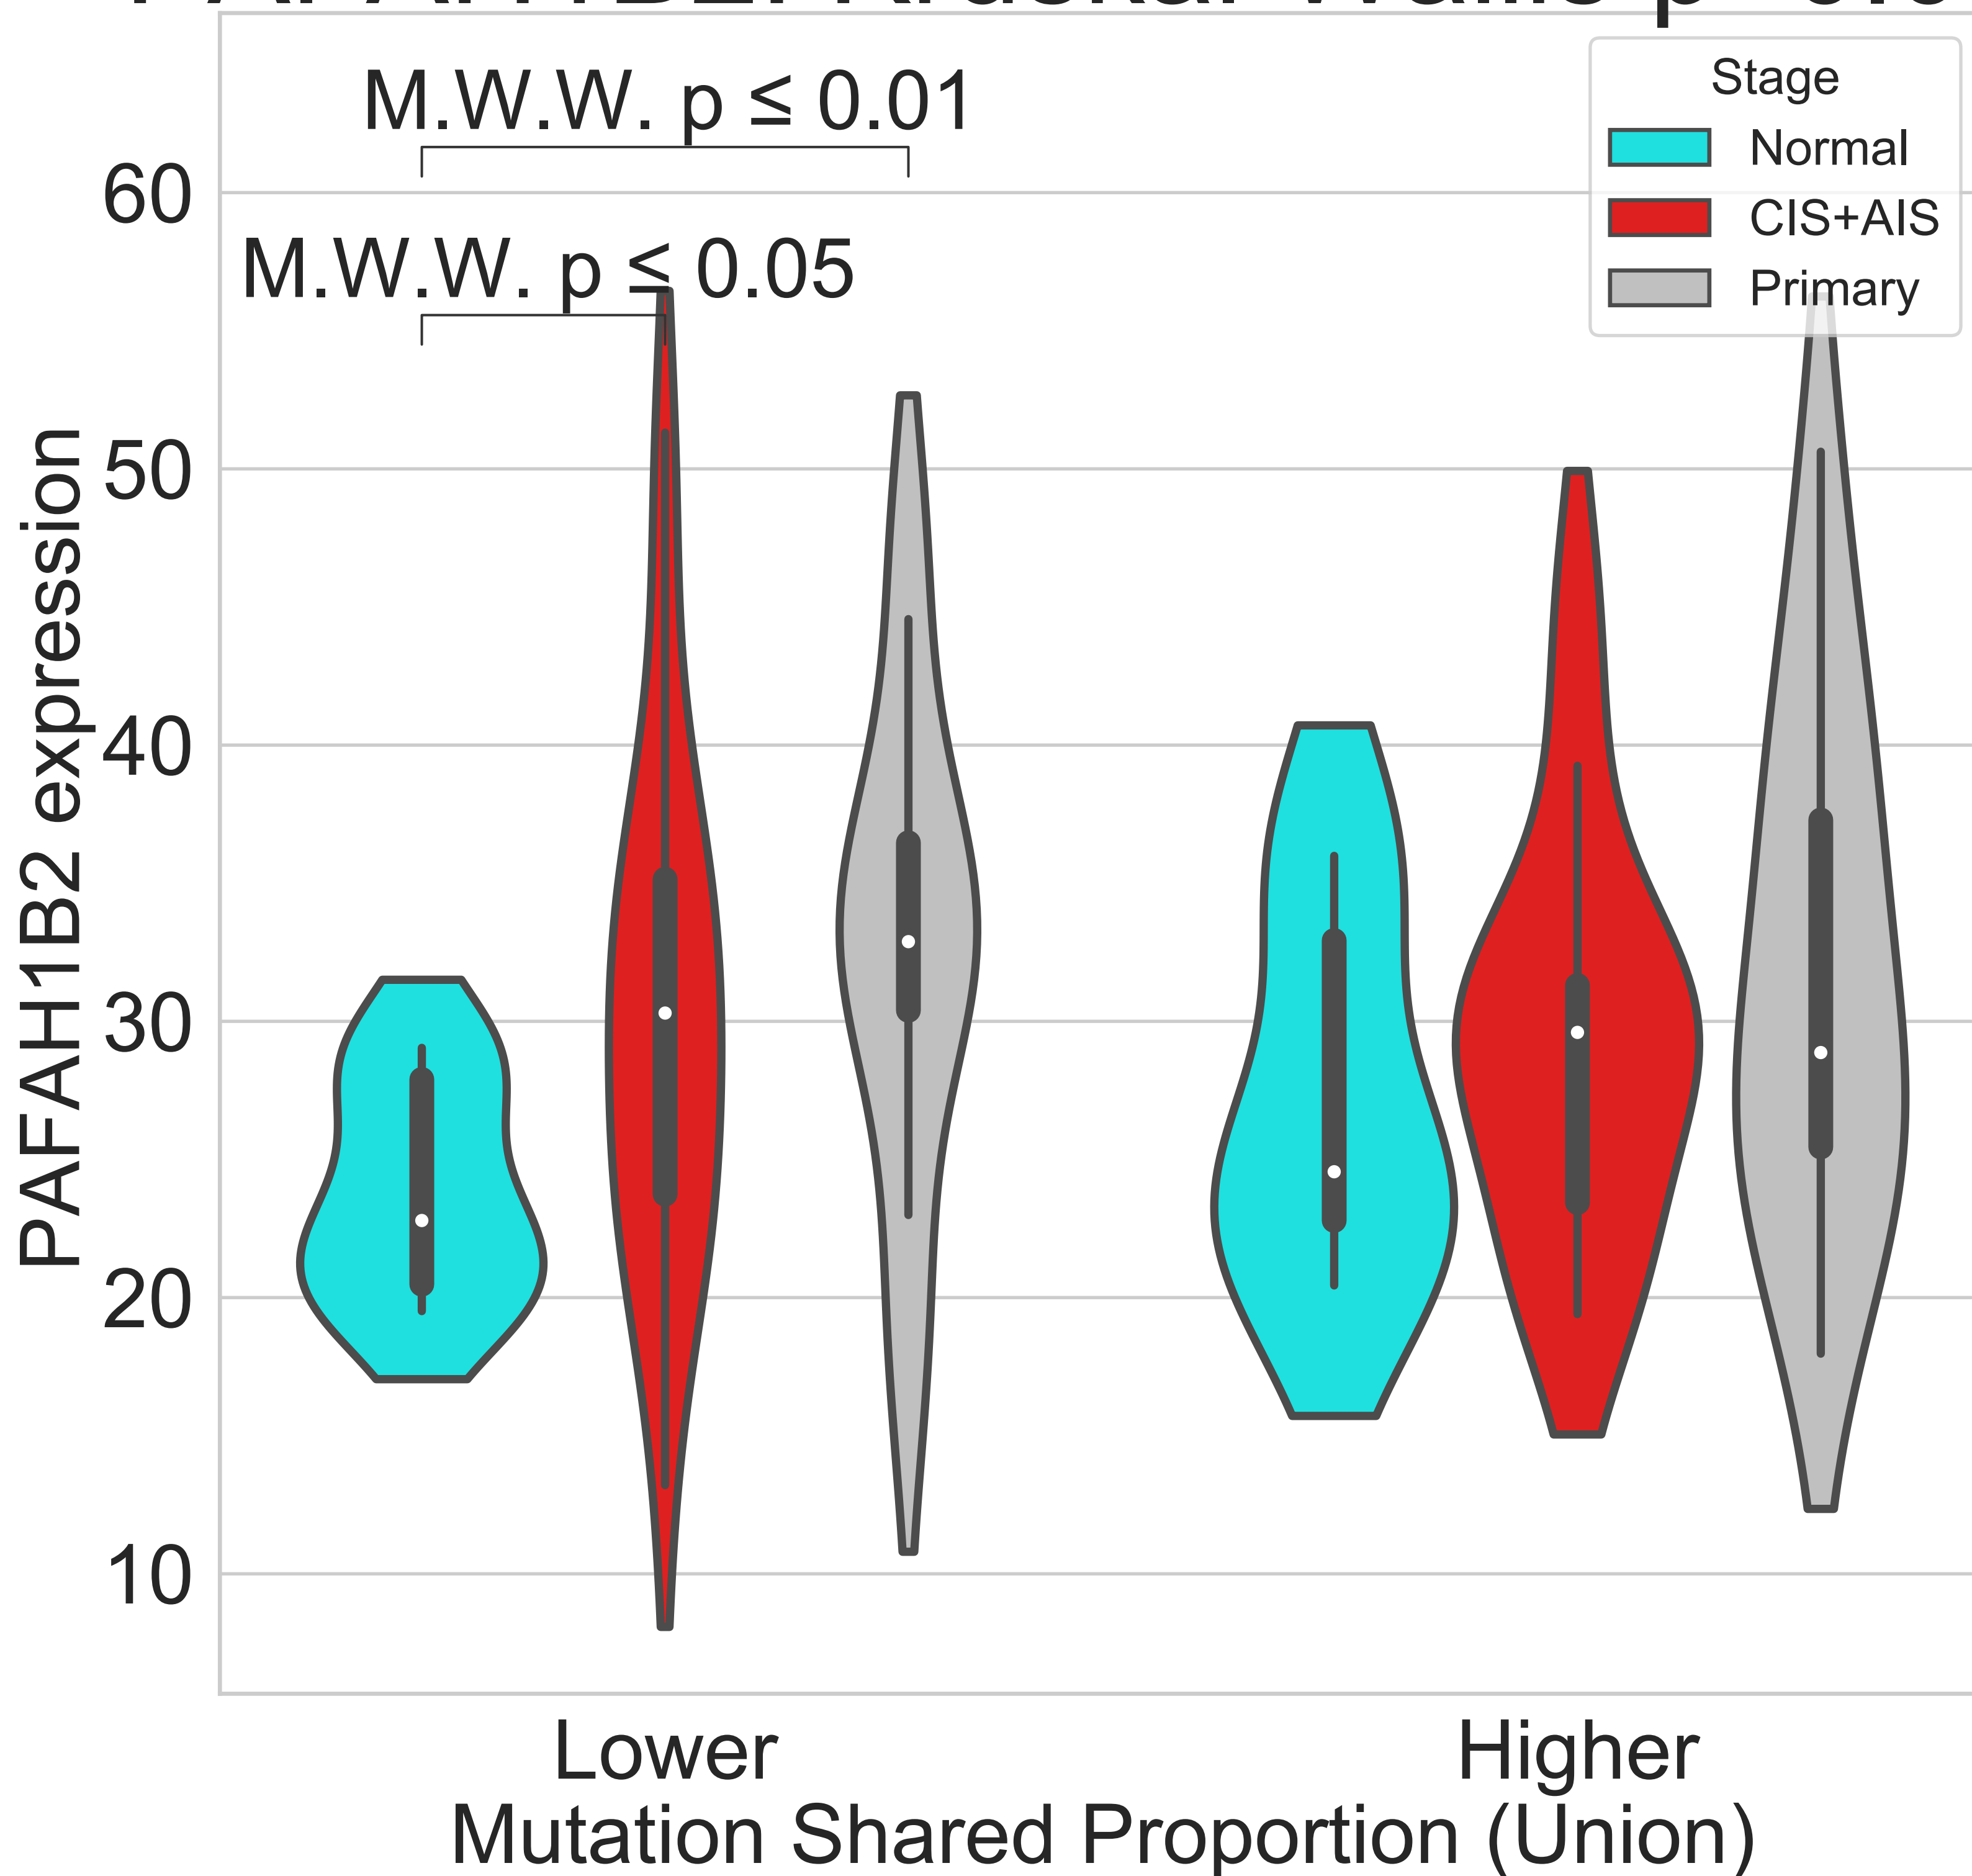 M.W.W. p ≤ 0.01
M.W.W. p ≤ 0.05
Stage
Normal
CIS+AIS
Primary
PAFAH1B2 expression
60
50
40
30
20
10
Lower
Higher
Mutation Shared Proportion (Union)